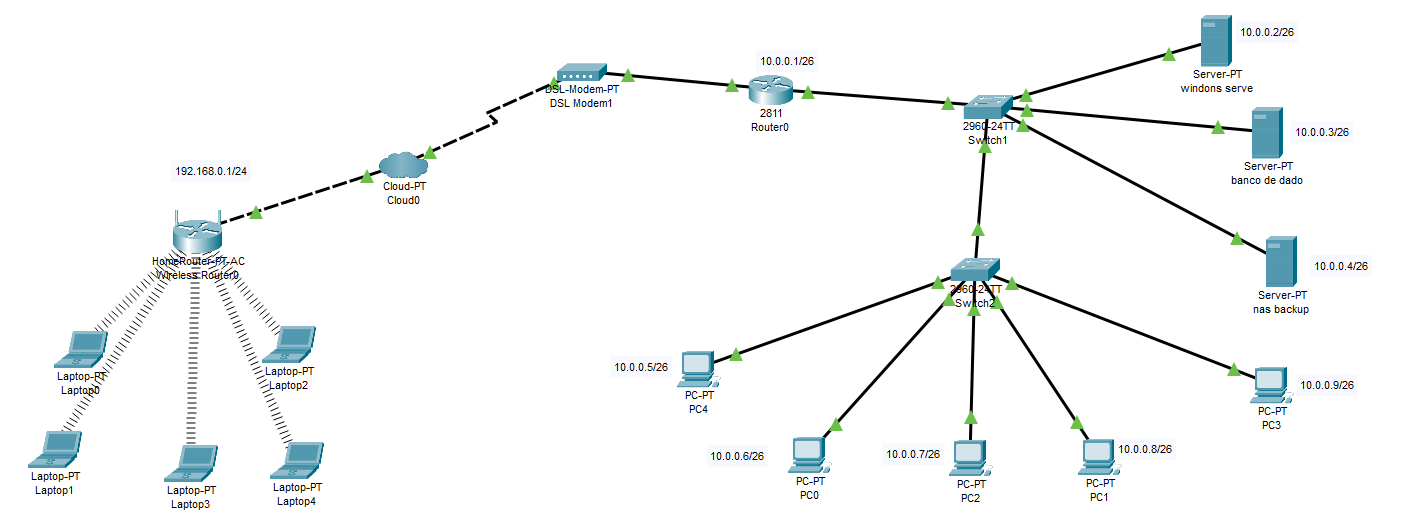 10.0.0.2/26
Server-PT
windons serve
10.0.0.1/26
2811
Router0
DSL-Modem-PT
DSL Modem1
2960-24TT
Switch1
10.0.0.3/26
Server-PT
banco de dado
192.168.0.1/24
Cloud-PT
Cloud0
HomeRouter-PT-AC
Wireless Router0
10.0.0.4/26
Server-PT
nas backup
2960-24TT
Switch2
Laptop-PT
Laptop0
Laptop-PT
Laptop2
10.0.0.5/26
PC-PT
PC4
10.0.0.9/26
PC-PT
PC3
Laptop-PT
Laptop1
Laptop-PT
Laptop3
Laptop-PT
Laptop4
10.0.0.6/26
PC-PT
PC0
10.0.0.7/26
PC-PT
PC2
10.0.0.8/26
PC-PT
PC1